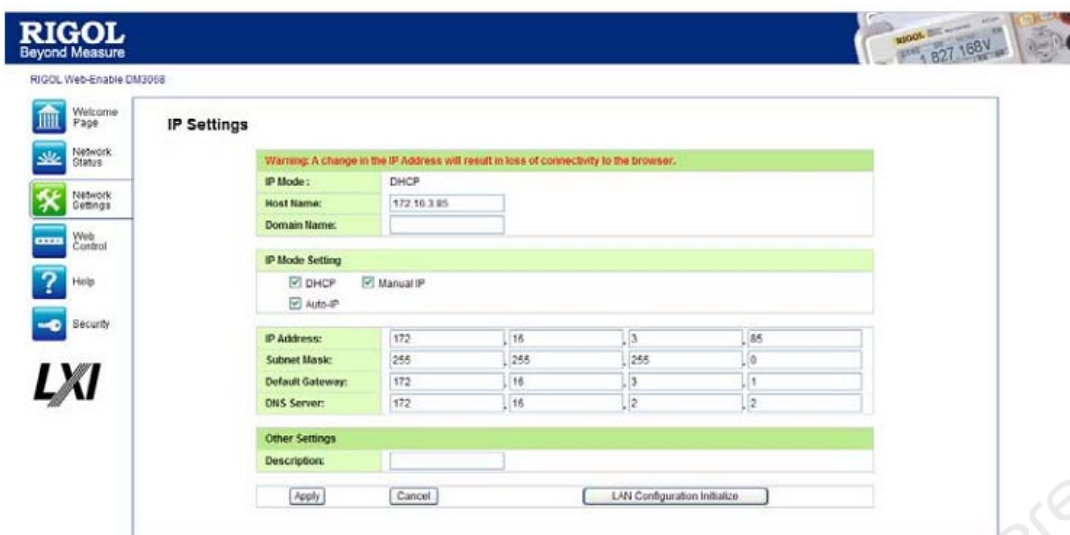 RIGOL
Beyond Measure
RIGOL
1.827,168V
RIGOL Web-Enable DM3068
Welcome
Page
Network
Status
Network
Settings
Web
Control
Help
Security
LXI
IP Settings
Warning: A change in the IP Address will result in loss of connectivity to the browser.
IP Mode : DHCP
Host Name: 172.16.3.85
Domain Name:
IP Mode Setting
DHCP Manual IP
Auto-IP
IP Address: 172 . 16 . 3 . 85
Subnet Mask: 255 . 255 . 255 . 0
Default Gateway: 172 . 16 . 3 . 1
DNS Server: 172 . 16 . 2 . 2
Other Settings
Description:
Apply Cancel LAN Configuration Initialize